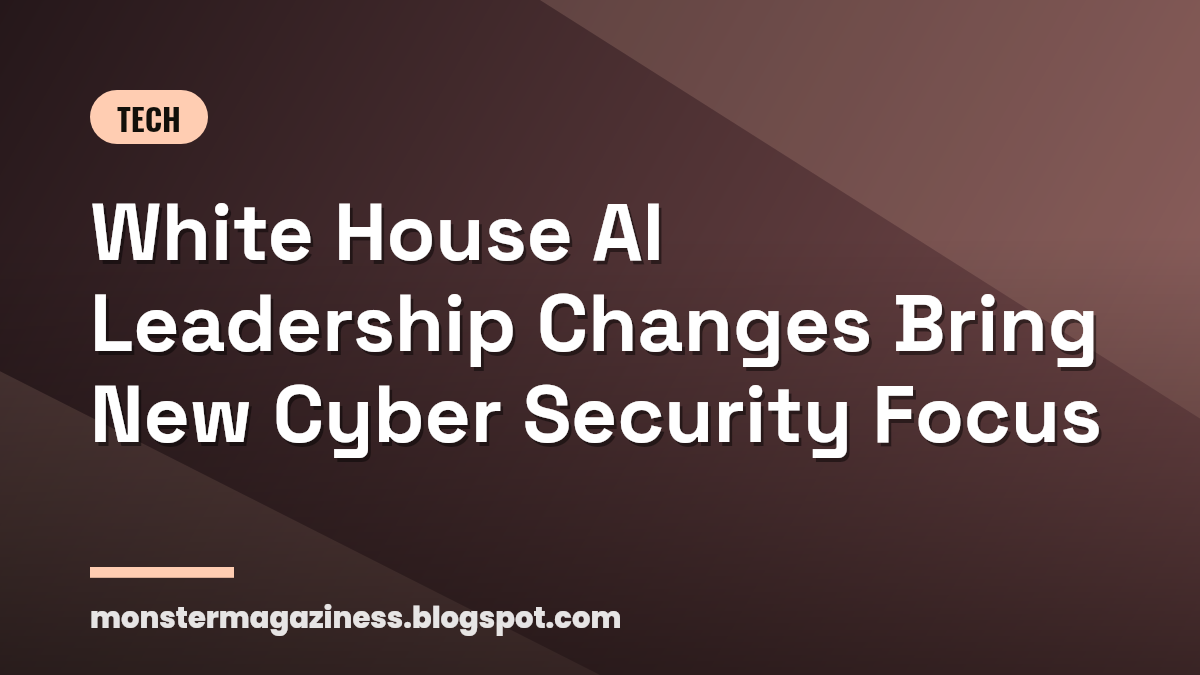 TECH
White House AI
Leadership Changes Bring
New Cyber Security Focus
monstermagaziness.blogspot.com